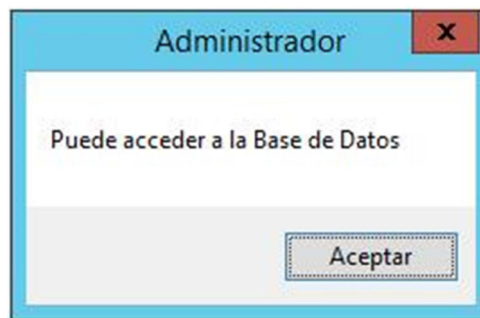 Administrador
x
Puede acceder a la Base de Datos
Aceptar